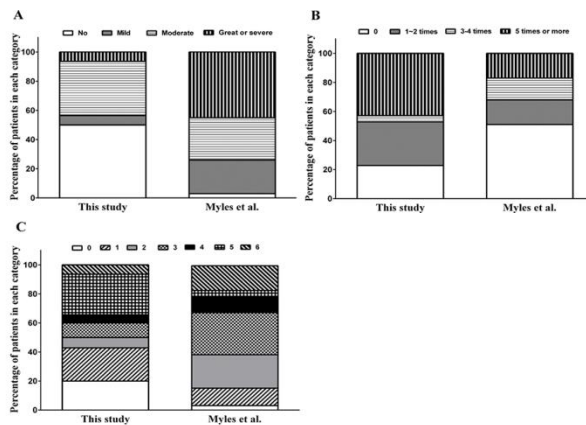 A
No Mild Moderate Great or severe
Percentage of patients in each category
100
80
60
40
20
0
This study Myles et al.
B
0 1~2 times 3-4 times 5 times or more
Percentage of patients in each category
100
80
60
40
20
0
This study Myles et al.
C
0 1 2 3 4 5 6
Percentage of patients in each category
100
80
60
40
20
0
This study Myles et al.